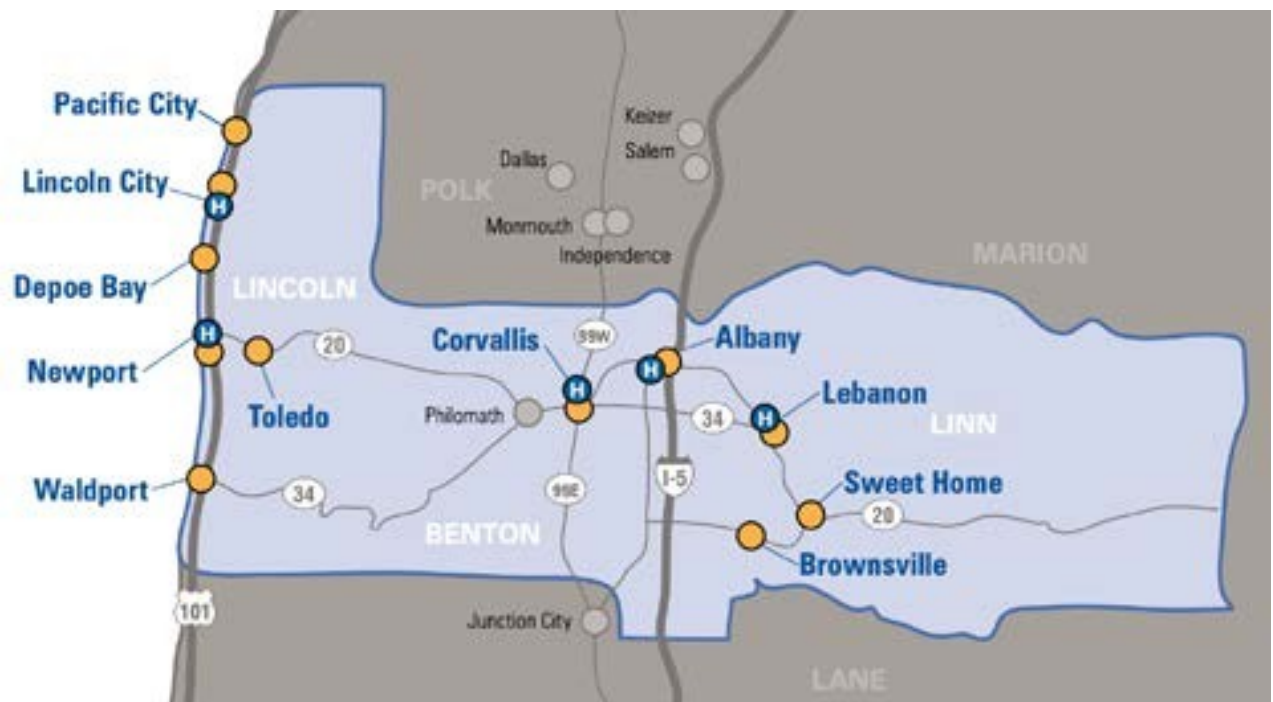 Pacific City
Keizer
Dallas
Salem
Lincoln City
POLK
H
Monmouth
Independence
MARION
Depoe Bay
LINCOLN
H
20
99W
Corvallis
Albany
Newport
H
H
Toledo
Philomath
34
H
Lebanon
LINN
Waldport
34
99E
I-5
Sweet Home
20
BENTON
Brownsville
101
Junction City
LANE